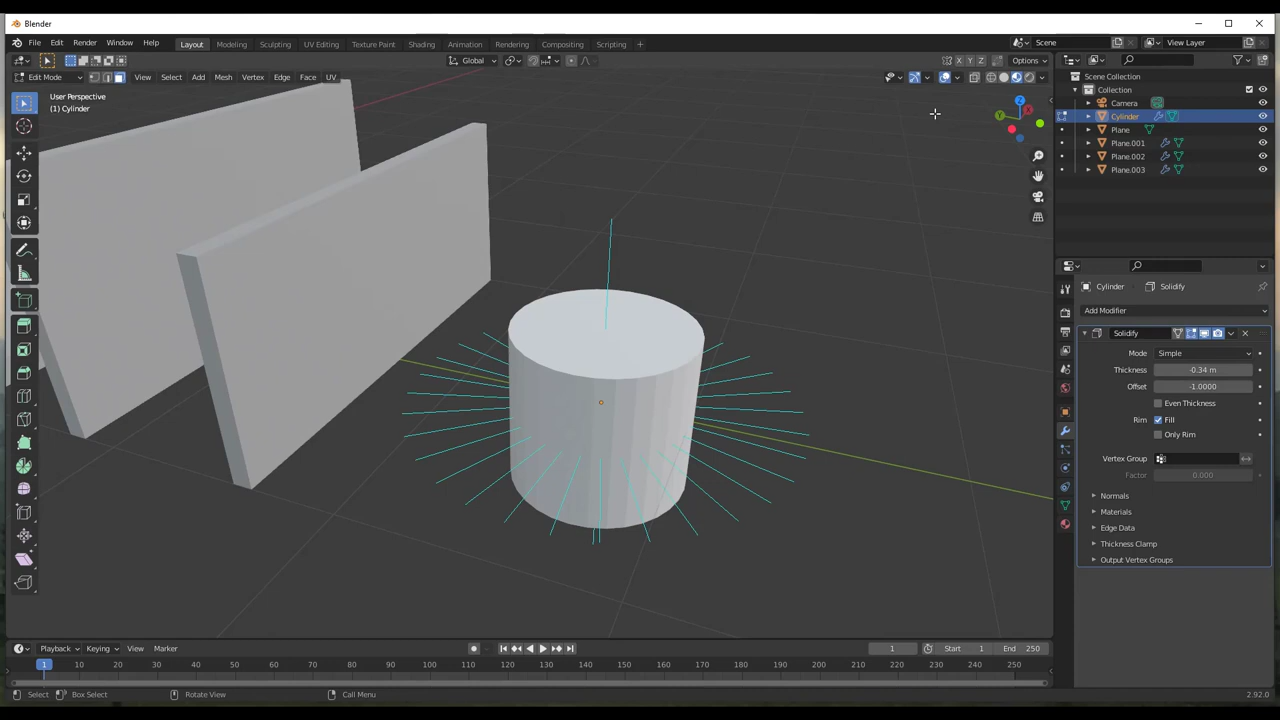 Blender
File Edit Render Window Help Layout Modeling Sculpting UV Editing Texture Paint Shading Animation Rendering Compositing Scripting + Scene View Layer
Global X Y Z Options
Edit Mode View Select Add Mesh Vertex Edge Face UV
User Perspective
(1) Cylinder
Z
Y
X
Scene Collection
Collection
Camera
Cylinder
Plane
Plane.001
Plane.002
Plane.003
Cylinder Solidify
Add Modifier
Solidify
Mode Simple
Thickness -0.34 m
Offset -1.0000
Even Thickness
Rim Fill
Only Rim
Vertex Group
Factor 0.000
Normals
Materials
Edge Data
Thickness Clamp
Output Vertex Groups
Playback Keying View Marker 1 Start 1 End 250
1 10 20 30 40 50 60 70 80 90 100 110 120 130 140 150 160 170 180 190 200 210 220 230 240 250
Select Box Select Rotate View Call Menu 2.92.0